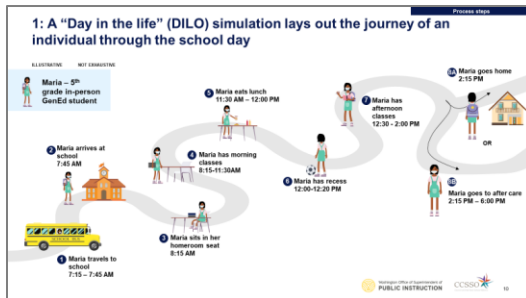 Process steps
1: A “Day in the life” (DILO) simulation lays out the journey of an
individual through the school day
ILLUSTRATIVE NOT EXHAUSTIVE
Maria – 5th
grade in-person
GenEd student
1
Maria travels to
school
7:15 – 7:45 AM
2
Maria arrives at
school
7:45 AM
3
Maria sits in her
homeroom seat
8:15 AM
4
Maria has morning
classes
8:15-11:30AM
5
Maria eats lunch
11:30 AM – 12:00 PM
6
Maria has recess
12:00-12:20 PM
7
Maria has
afternoon
classes
12:30 - 2:00 PM
8A
Maria goes home
2:15 PM
OR
8B
Maria goes to after care
2:15 PM – 6:00 PM
SCHOOL BUS
Washington Office of Superintendent of
PUBLIC INSTRUCTION
CCSSO
10